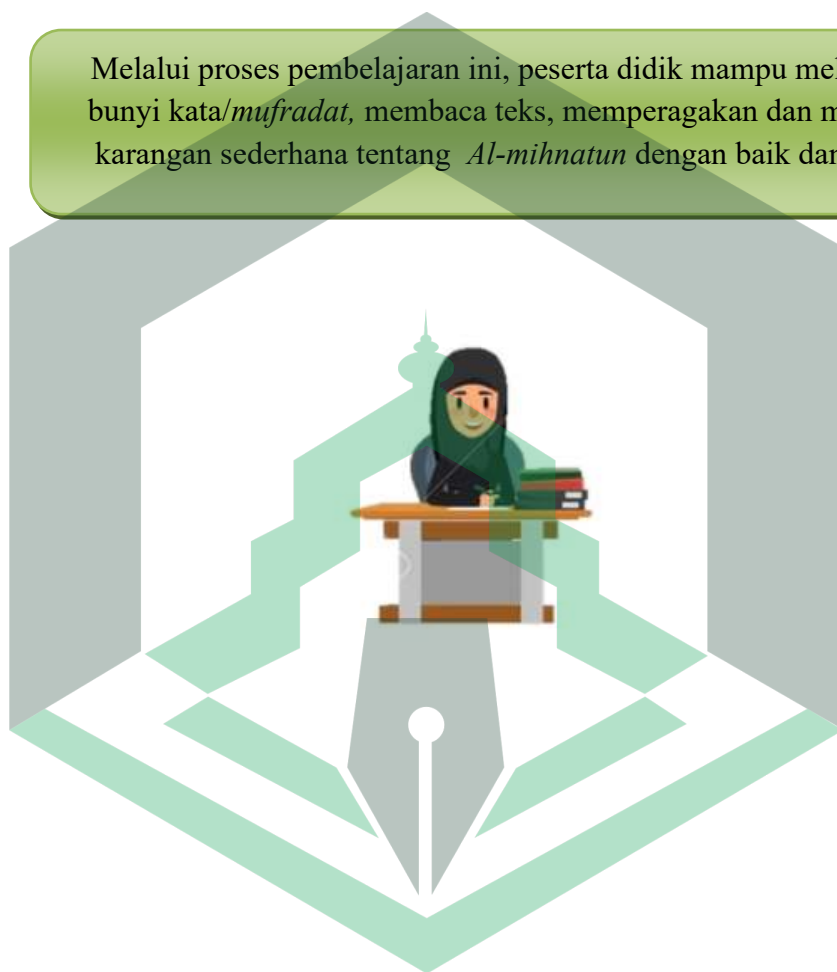 Melalui proses pembelajaran ini, peserta didik mampu
bunyi kata/mufradat, membaca teks, memperagakan dan
karangan sederhana tentang Al-mihnatun dengan baik dan